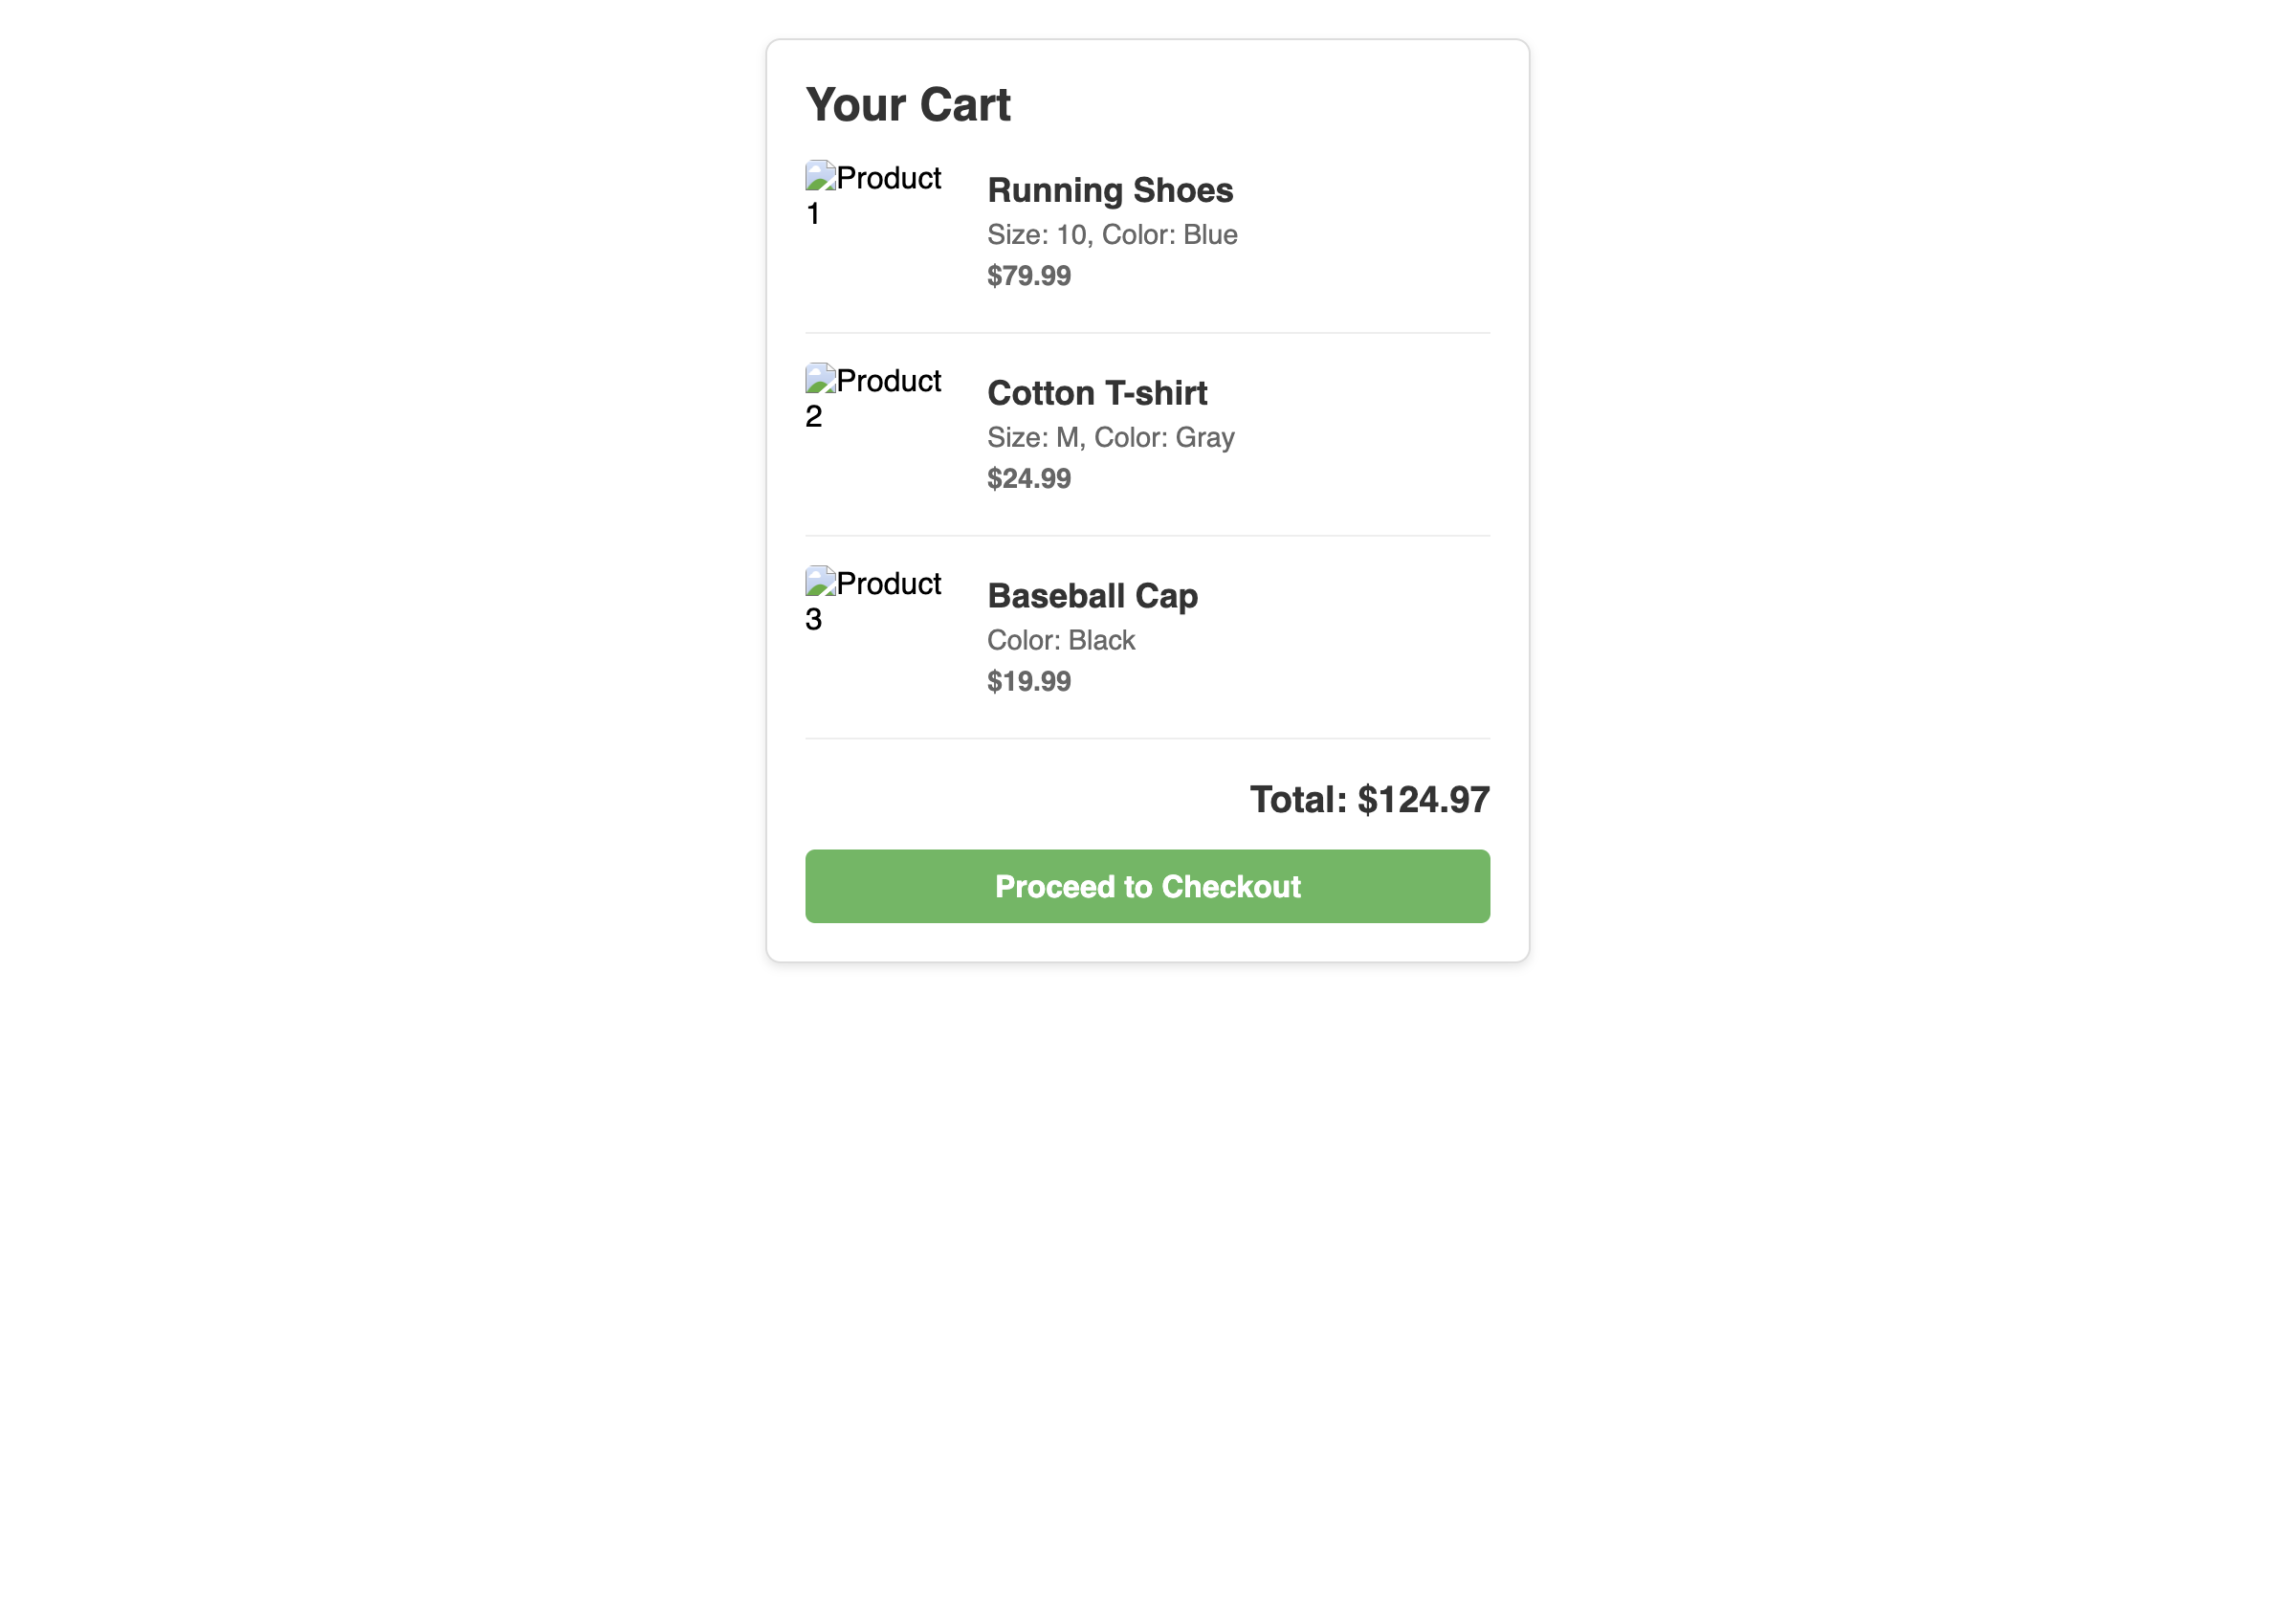 Your Cart
Product
1
Running Shoes
Size: 10, Color: Blue
$79.99
Product
2
Cotton T-shirt
Size: M, Color: Gray
$24.99
Product
3
Baseball Cap
Color: Black
$19.99
Total: $124.97
Proceed to Checkout